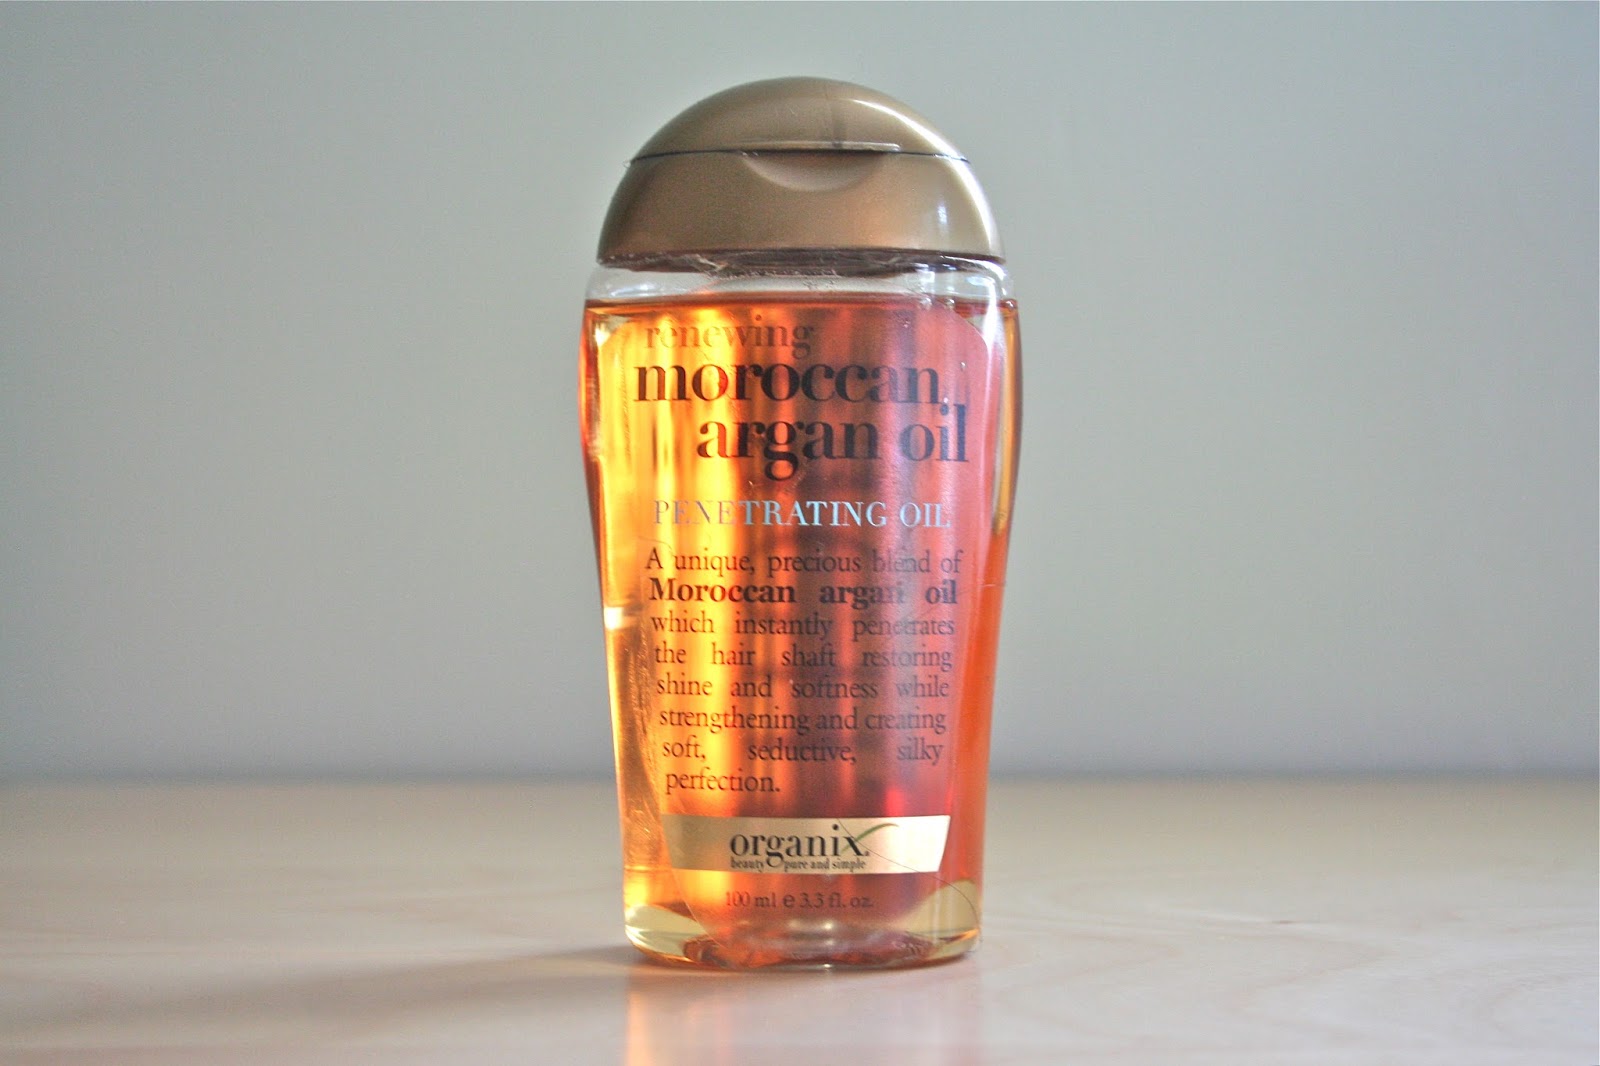 renewing
moroccan
argan oil
PENETRATING OIL
A unique, precious blend of
Moroccan argan oil
which instantly penetrates
the hair shaft restoring
shine and softness while
strengthening and creating
soft, seductive, silky
perfection.
organix®
beauty pure and simple
100 ml e 3.3 fl. oz.